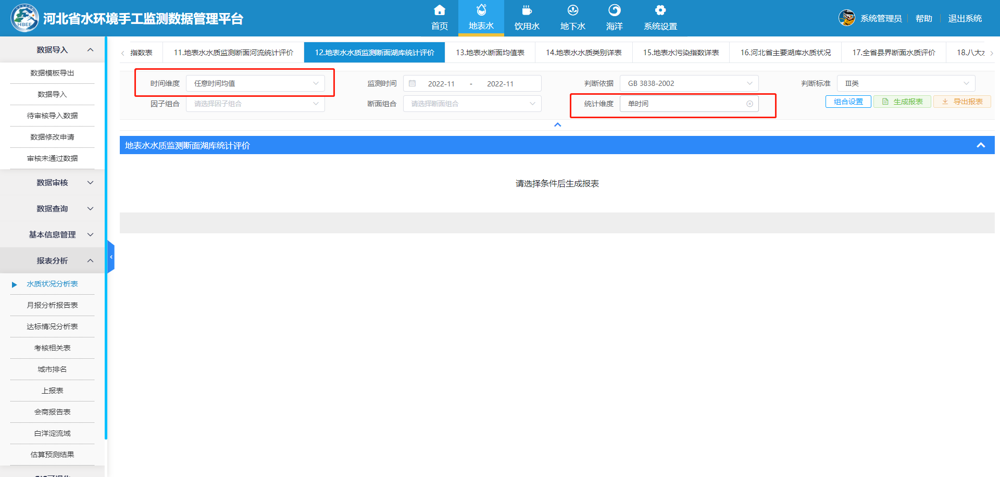 HBEE
河北省水环境手工监测数据管理平台
首页
地表水
饮用水
地下水
海洋
系统设置
系统管理员
帮助
退出系统
数据导入
数据模板导出
数据导入
待审核导入数据
数据修改申请
审核未通过数据
数据审核
数据查询
基本信息管理
报表分析
水质状况分析表
月报分析报告表
达标情况分析表
考核相关表
城市排名
上报表
会商报告表
白洋淀流域
估算预测结果
指数表
11.地表水水质监测断面河流统计评价
12.地表水水质监测断面湖库统计评价
13.地表水断面均值表
14.地表水水质类别详表
15.地表水污染指数详表
16.河北省主要湖库水质状况
17.全省县界断面水质评价
18.八大
时间维度 任意时间均值
监测时间 2022-11 - 2022-11
判断依据 GB 3838-2002
判断标准 III类
因子组合 请选择因子组合
断面组合 请选择断面组合
统计维度 单时间
组合设置 生成报表 导出报表
地表水水质监测断面湖库统计评价
请选择条件后生成报表